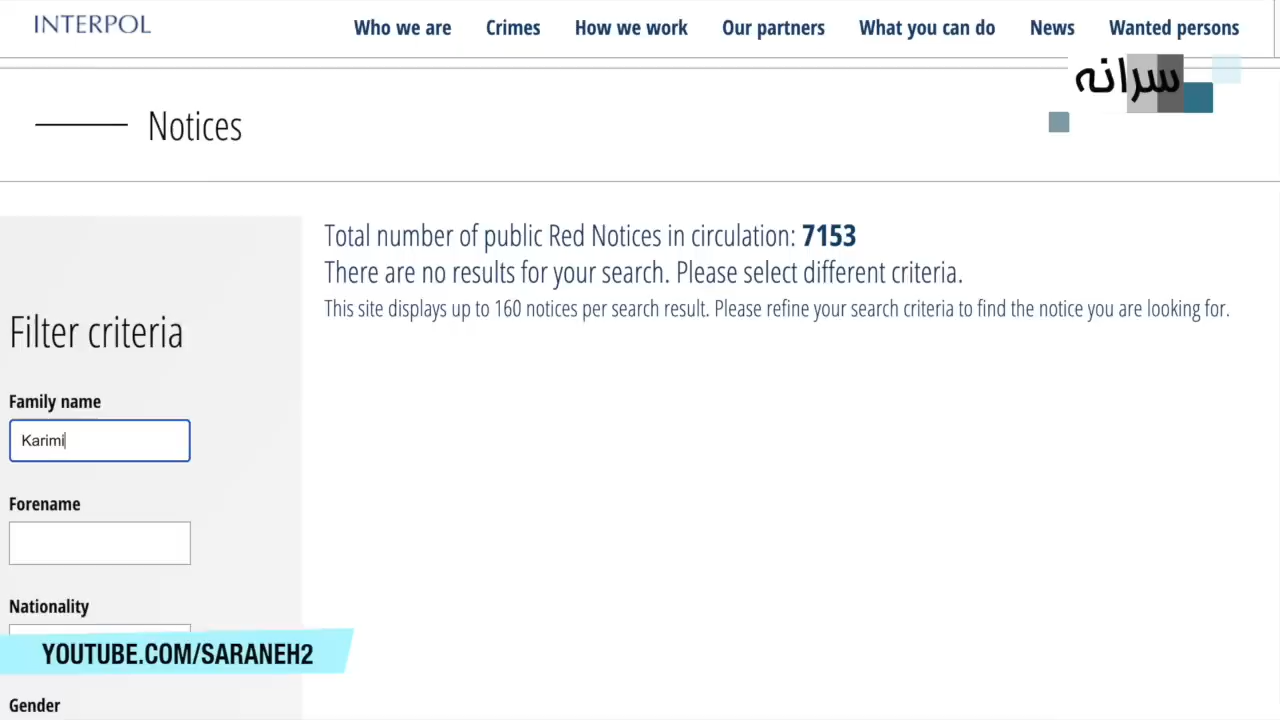 INTERPOL
Who we are Crimes How we work Our partners What you can do News Wanted persons
سرانه
Notices
Total number of public Red Notices in circulation: 7153
There are no results for your search. Please select different criteria.
This site displays up to 160 notices per search result. Please refine your search criteria to find the notice you are looking for.
Filter criteria
Family name
Karimi
Forename
Nationality
YOUTUBE.COM/SARANEH2
Gender